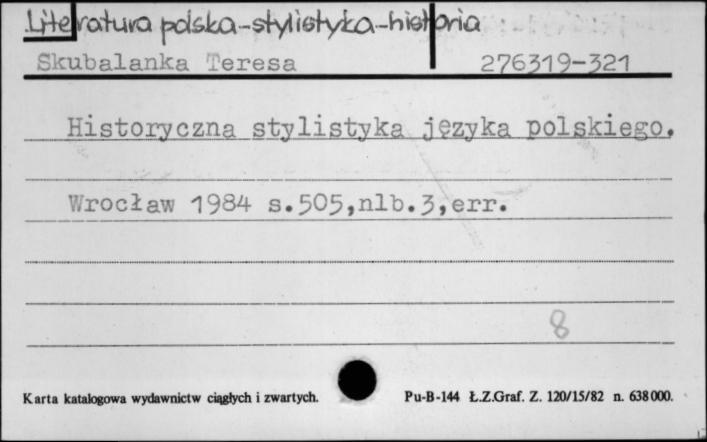 Literatura polska-stylistyka-historia
Skubalanka Teresa 276319-321
Historyczna stylistyka języka polskiego.
Wrocław 1984 s.505,nlb.3,err.
8
Karta katalogowa wydawnictw ciągłych i zwartych. Pu-B-144 Ł.Z.Graf. Z. 120/15/82 n. 638000.